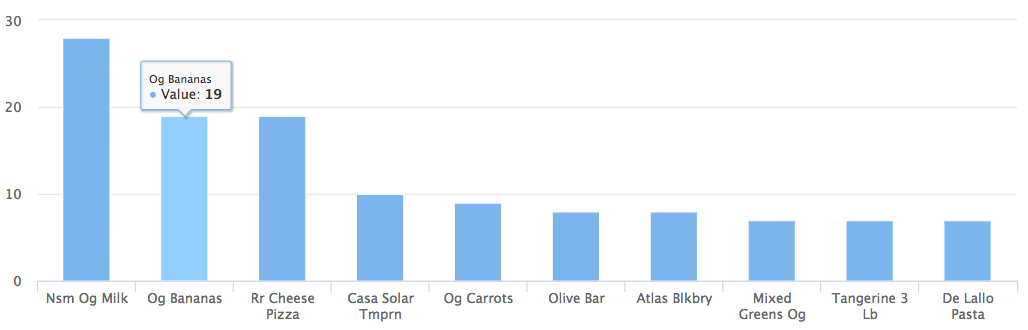 30
Og Bananas
Value: 19
20
10
0
Nsm Og Milk
Og Bananas
Rr Cheese
Pizza
Casa Solar
Tmprn
Og Carrots
Olive Bar
Atlas Blkbry
Mixed
Greens Og
Tangerine 3
Lb
De Lallo
Pasta